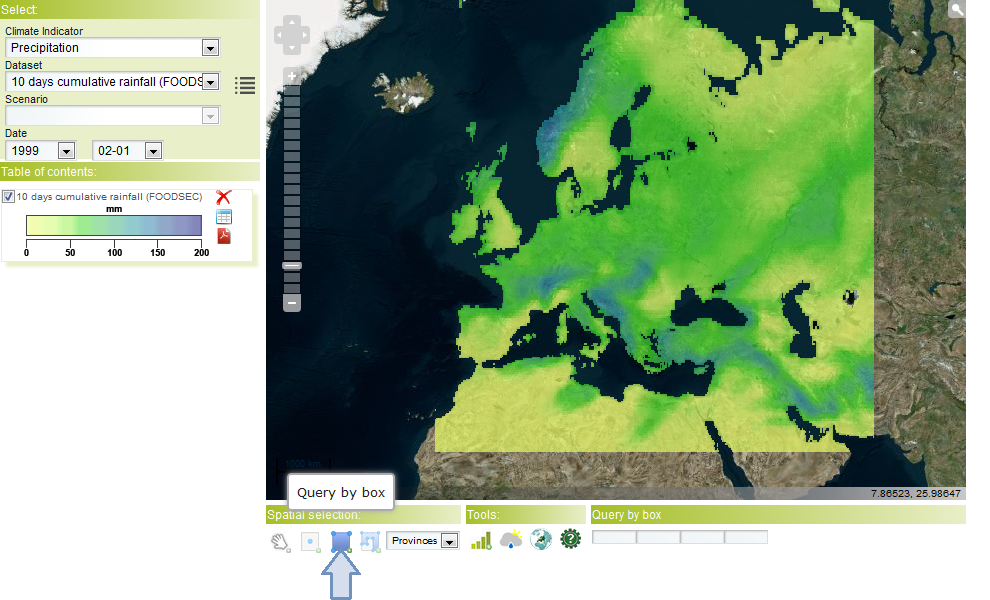 Select:
Climate Indicator
Precipitation
Dataset
10 days cumulative rainfall (FOODS
Scenario
Date
1999 02-01
Table of contents:
10 days cumulative rainfall (FOODSEC)
mm
0 50 100 150 200
1000 km
7.86523, 25.98647
Query by box
Spatial selection: Tools: Query by box
Provinces